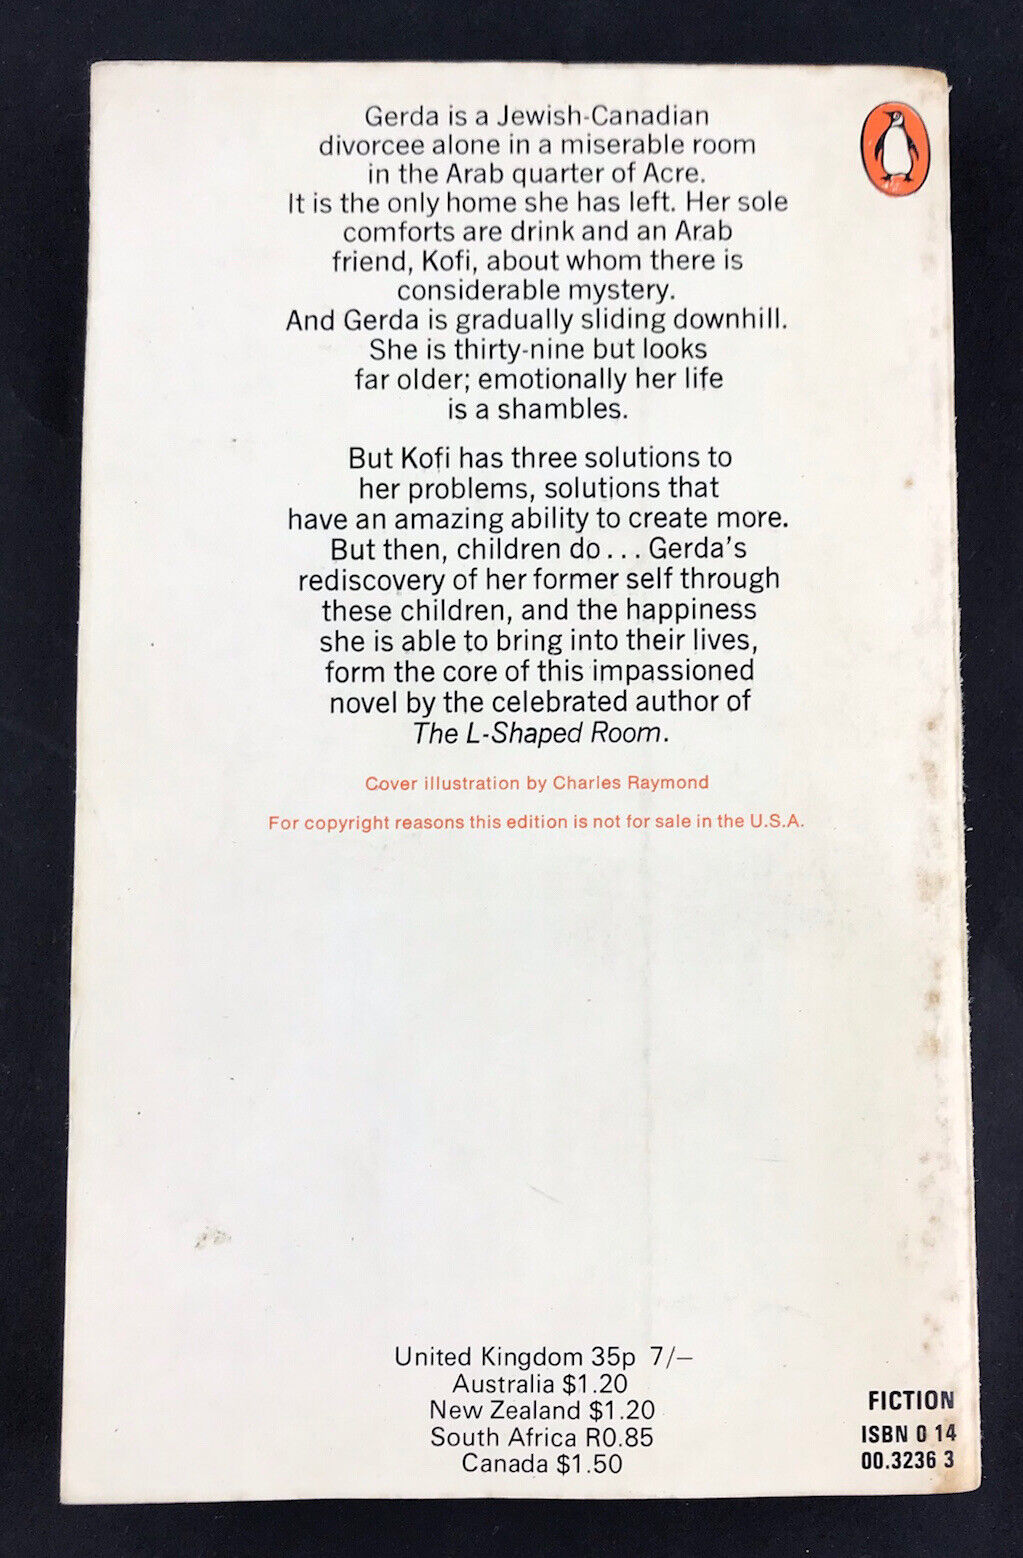 Gerda is a Jewish-Canadian
divorcee alone in a miserable room
in the Arab quarter of Acre.
It is the only home she has left. Her sole
comforts are drink and an Arab
friend, Kofi, about whom there is
considerable mystery.
And Gerda is gradually sliding downhill.
She is thirty-nine but looks
far older; emotionally her life
is a shambles.
But Kofi has three solutions to
her problems, solutions that
have an amazing ability to create more.
But then, children do... Gerda's
rediscovery of her former self through
these children, and the happiness
she is able to bring into their lives,
form the core of this impassioned
novel by the celebrated author of
The L-Shaped Room.
Cover illustration by Charles Raymond
For copyright reasons this edition is not for sale in the U.S.A.
United Kingdom 35p 7/–
Australia $1.20
New Zealand $1.20
South Africa R0.85
Canada $1.50
FICTION
ISBN 0 14
00.3236 3